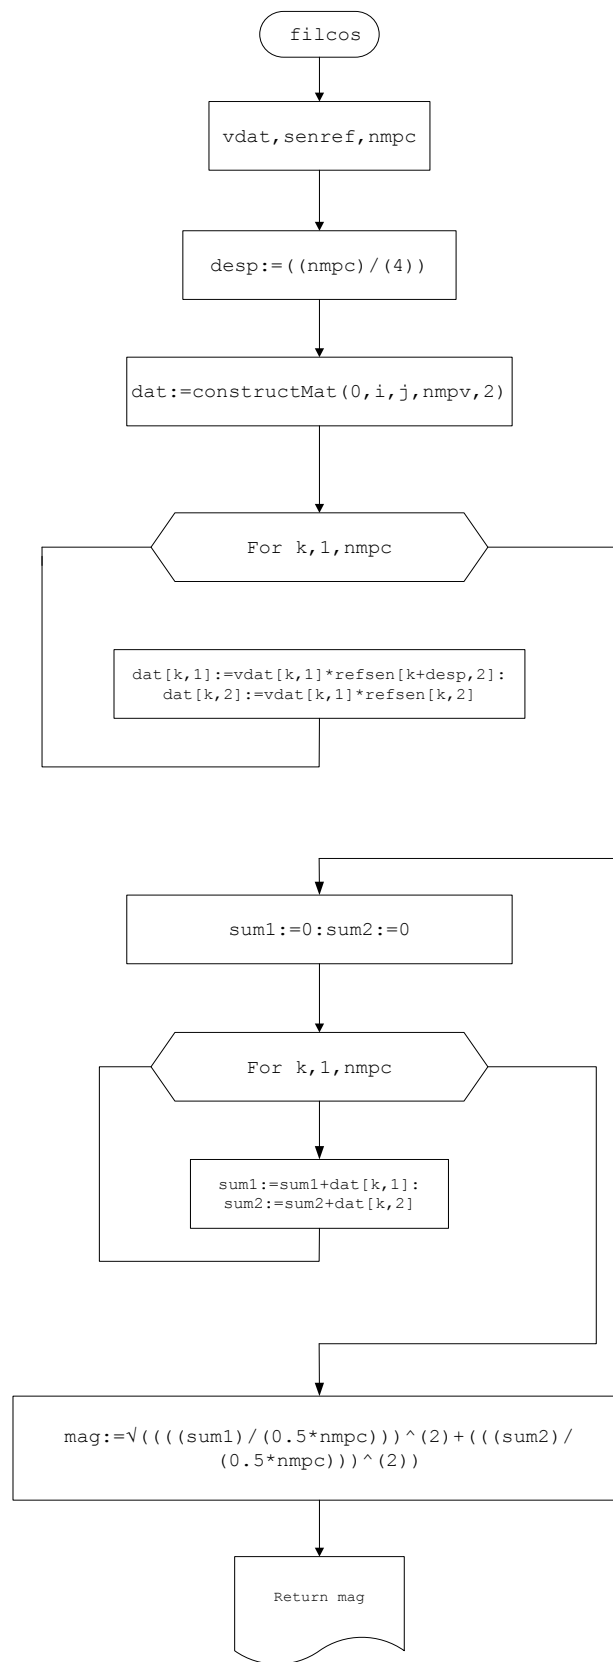 filcos
vdat,senref,nmpc
desp:=((nmpc)/(4))
dat:=constructMat(0,i,j,nmpv,2)
For k,1,nmpc
dat[k,1]:=vdat[k,1]*refsen[k+desp,2]:
dat[k,2]:=vdat[k,1]*refsen[k,2]
sum1:=0:sum2:=0
For k,1,nmpc
sum1:=sum1+dat[k,1]:
sum2:=sum2+dat[k,2]
mag:=√((((sum1)/(0.5*nmpc)))^(2)+(((sum2)/
(0.5*nmpc)))^(2))
Return mag